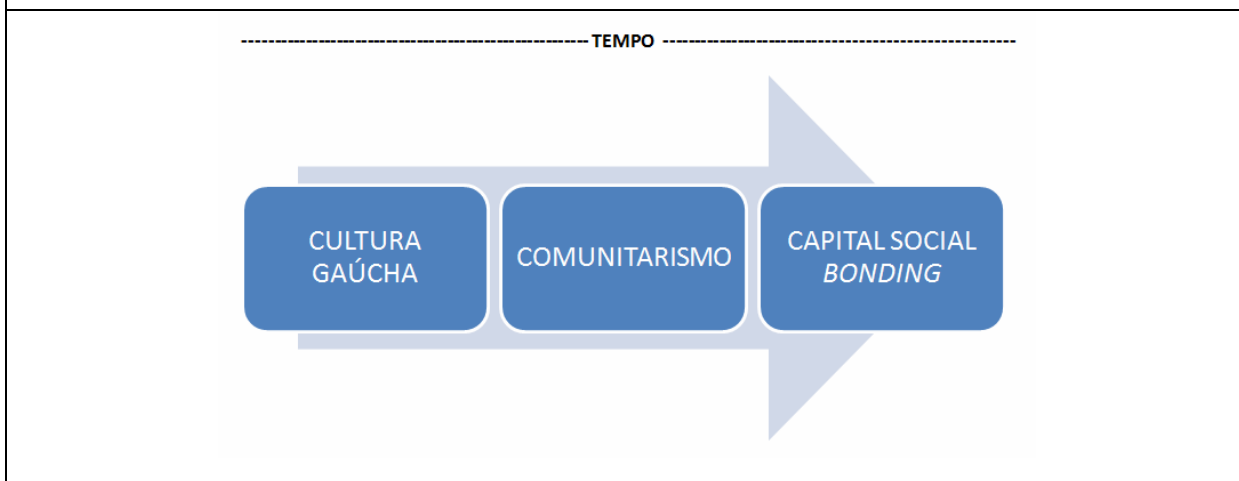 TEMPO
CULTURA
GAÚCHA
COMUNITARISMO
CAPITAL SOCIAL
BONDING